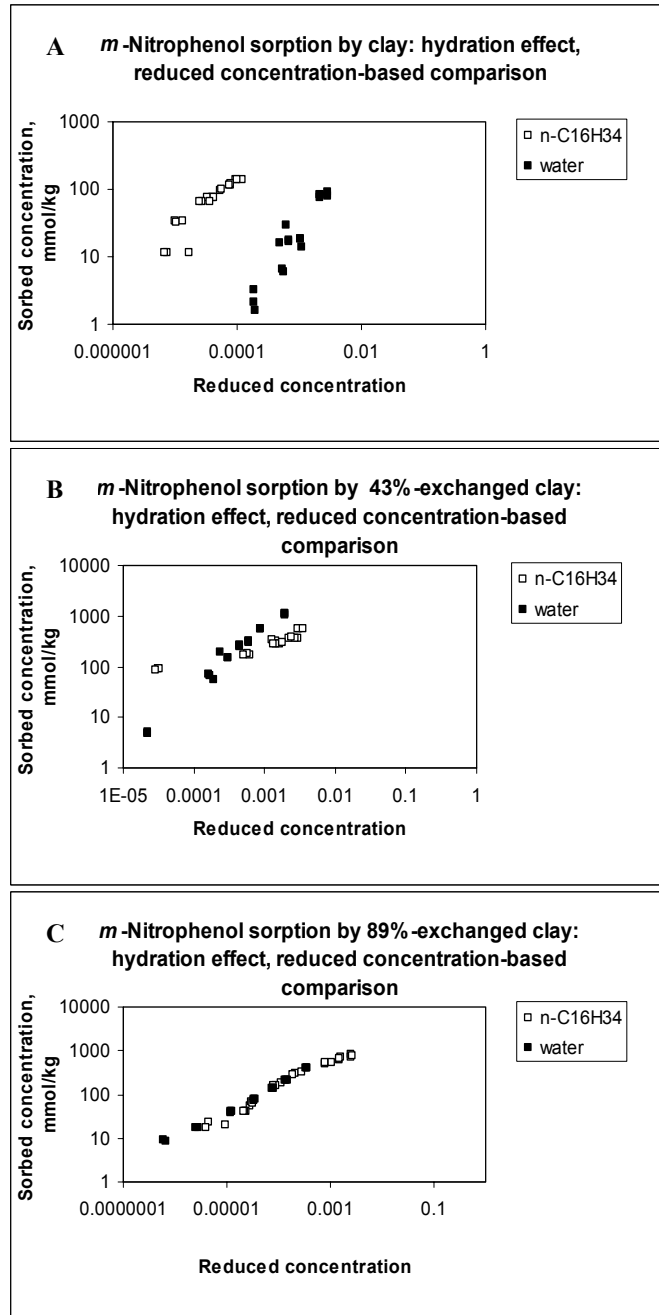 A m-Nitrophenol sorption by clay: hydration effect,
reduced concentration-based comparison
Sorbed concentration,
mmol/kg
1000
100
10
1
0.000001 0.0001 0.01 1
Reduced concentration
n-C16H34
water
B m-Nitrophenol sorption by 43%-exchanged clay:
hydration effect, reduced concentration-based
comparison
Sorbed concentration,
mmol/kg
10000
1000
100
10
1
1E-05 0.0001 0.001 0.01 0.1 1
Reduced concentration
n-C16H34
water
C m-Nitrophenol sorption by 89%-exchanged clay:
hydration effect, reduced concentration-based
comparison
Sorbed concentration,
mmol/kg
10000
1000
100
10
1
0.0000001 0.00001 0.001 0.1
Reduced concentration
n-C16H34
water